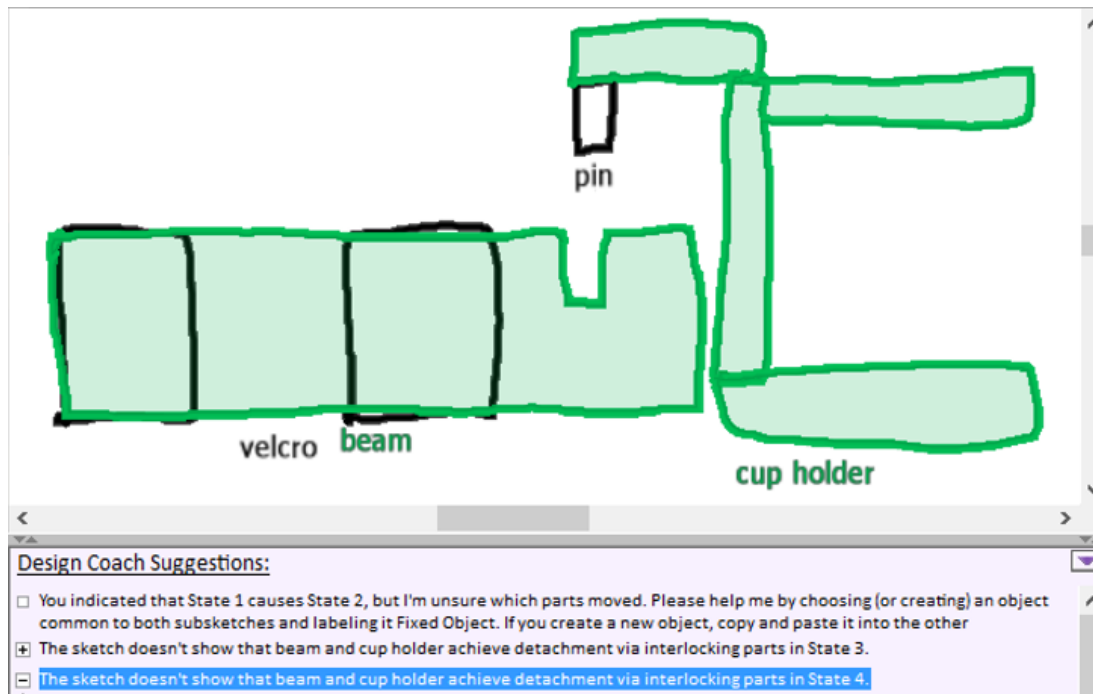 pin
velcro
beam
cup holder
Design Coach Suggestions:
You indicated that State 1 causes State 2, but I'm unsure which parts moved. Please help me by choosing (or creating) an object
common to both subsketches and labeling it Fixed Object. If you create a new object, copy and paste it into the other
The sketch doesn't show that beam and cup holder achieve detachment via interlocking parts in State 3.
The sketch doesn't show that beam and cup holder achieve detachment via interlocking parts in State 4.